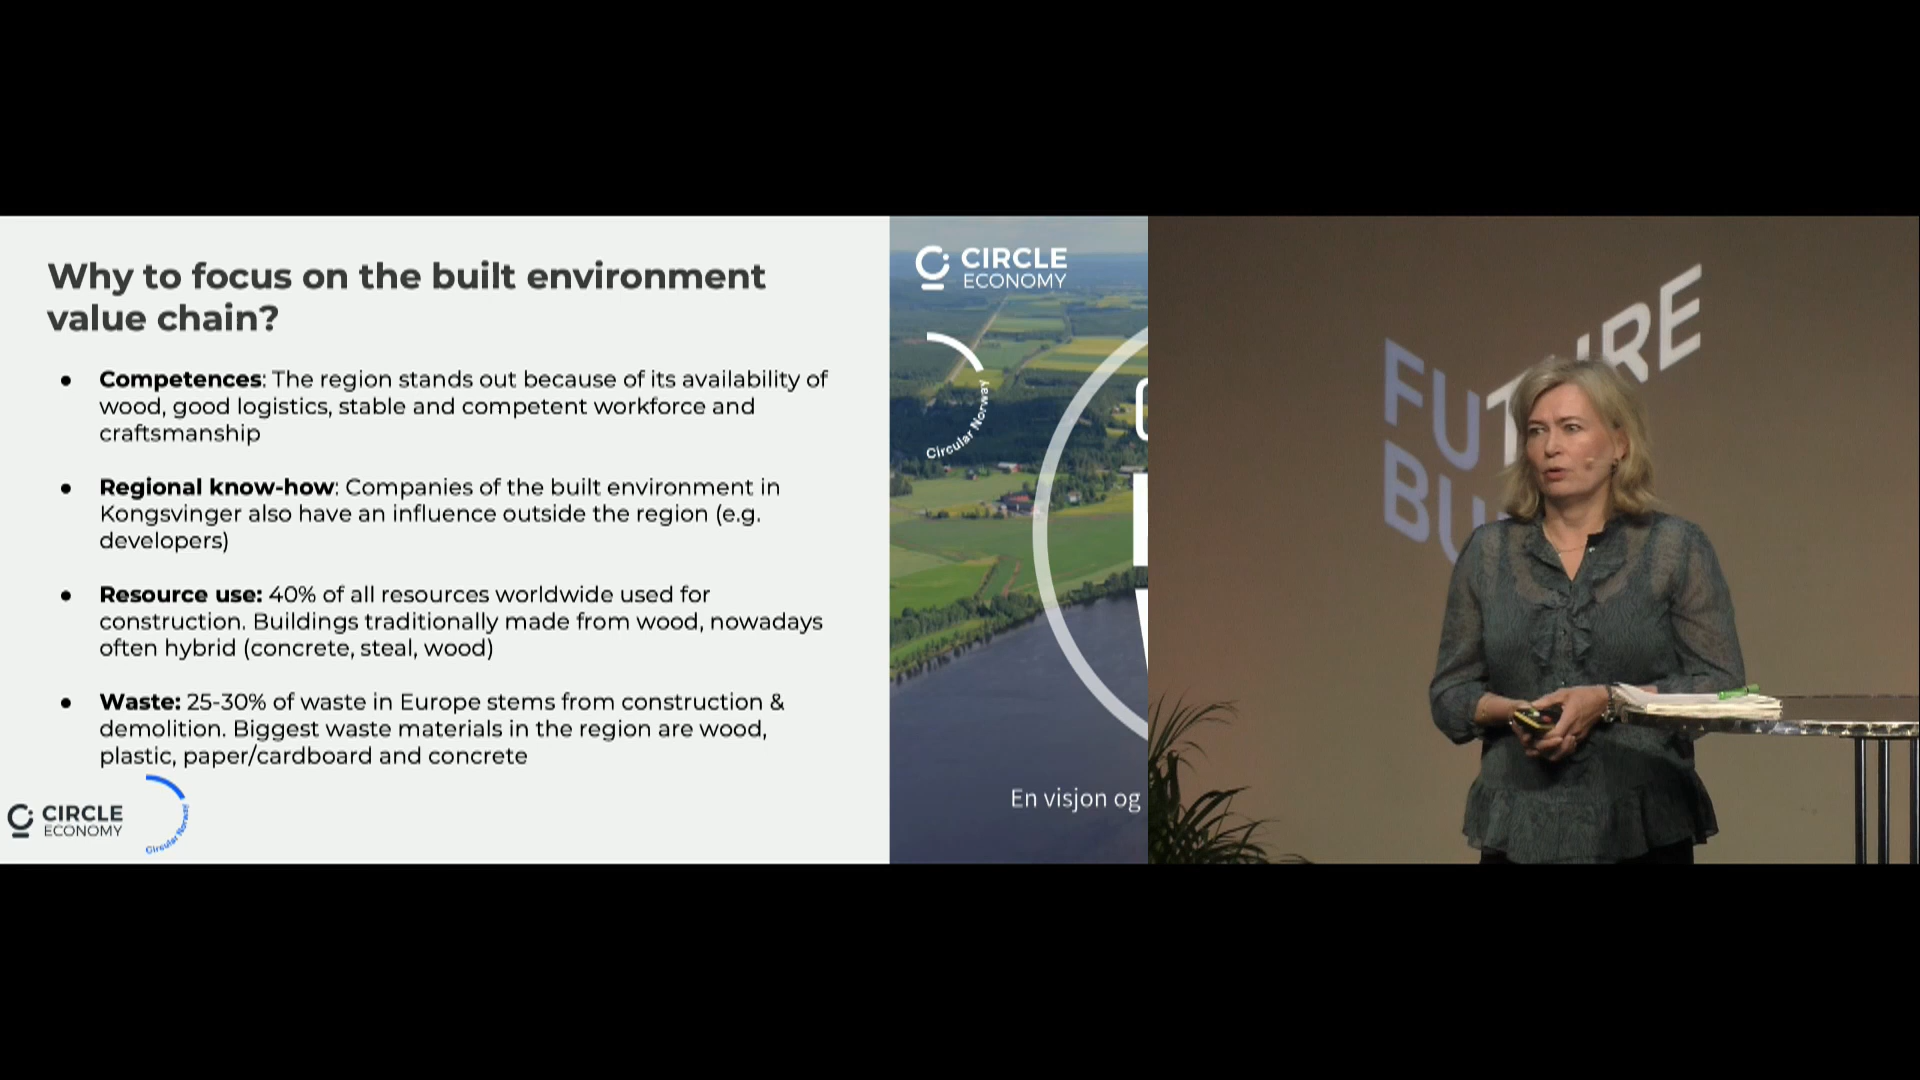 Why to focus on the built environment
value chain?
● Competences: The region stands out because of its availability of
wood, good logistics, stable and competent workforce and
craftsmanship
● Regional know-how: Companies of the built environment in
Kongsvinger also have an influence outside the region (e.g.
developers)
● Resource use: 40% of all resources worldwide used for
construction. Buildings traditionally made from wood, nowadays
often hybrid (concrete, steal, wood)
● Waste: 25-30% of waste in Europe stems from construction &
demolition. Biggest waste materials in the region are wood,
plastic, paper/cardboard and concrete
CIRCLE
ECONOMY
Circular Norway
CIRCLE
ECONOMY
Circular Norway
En visjon og
FUTURE
BU